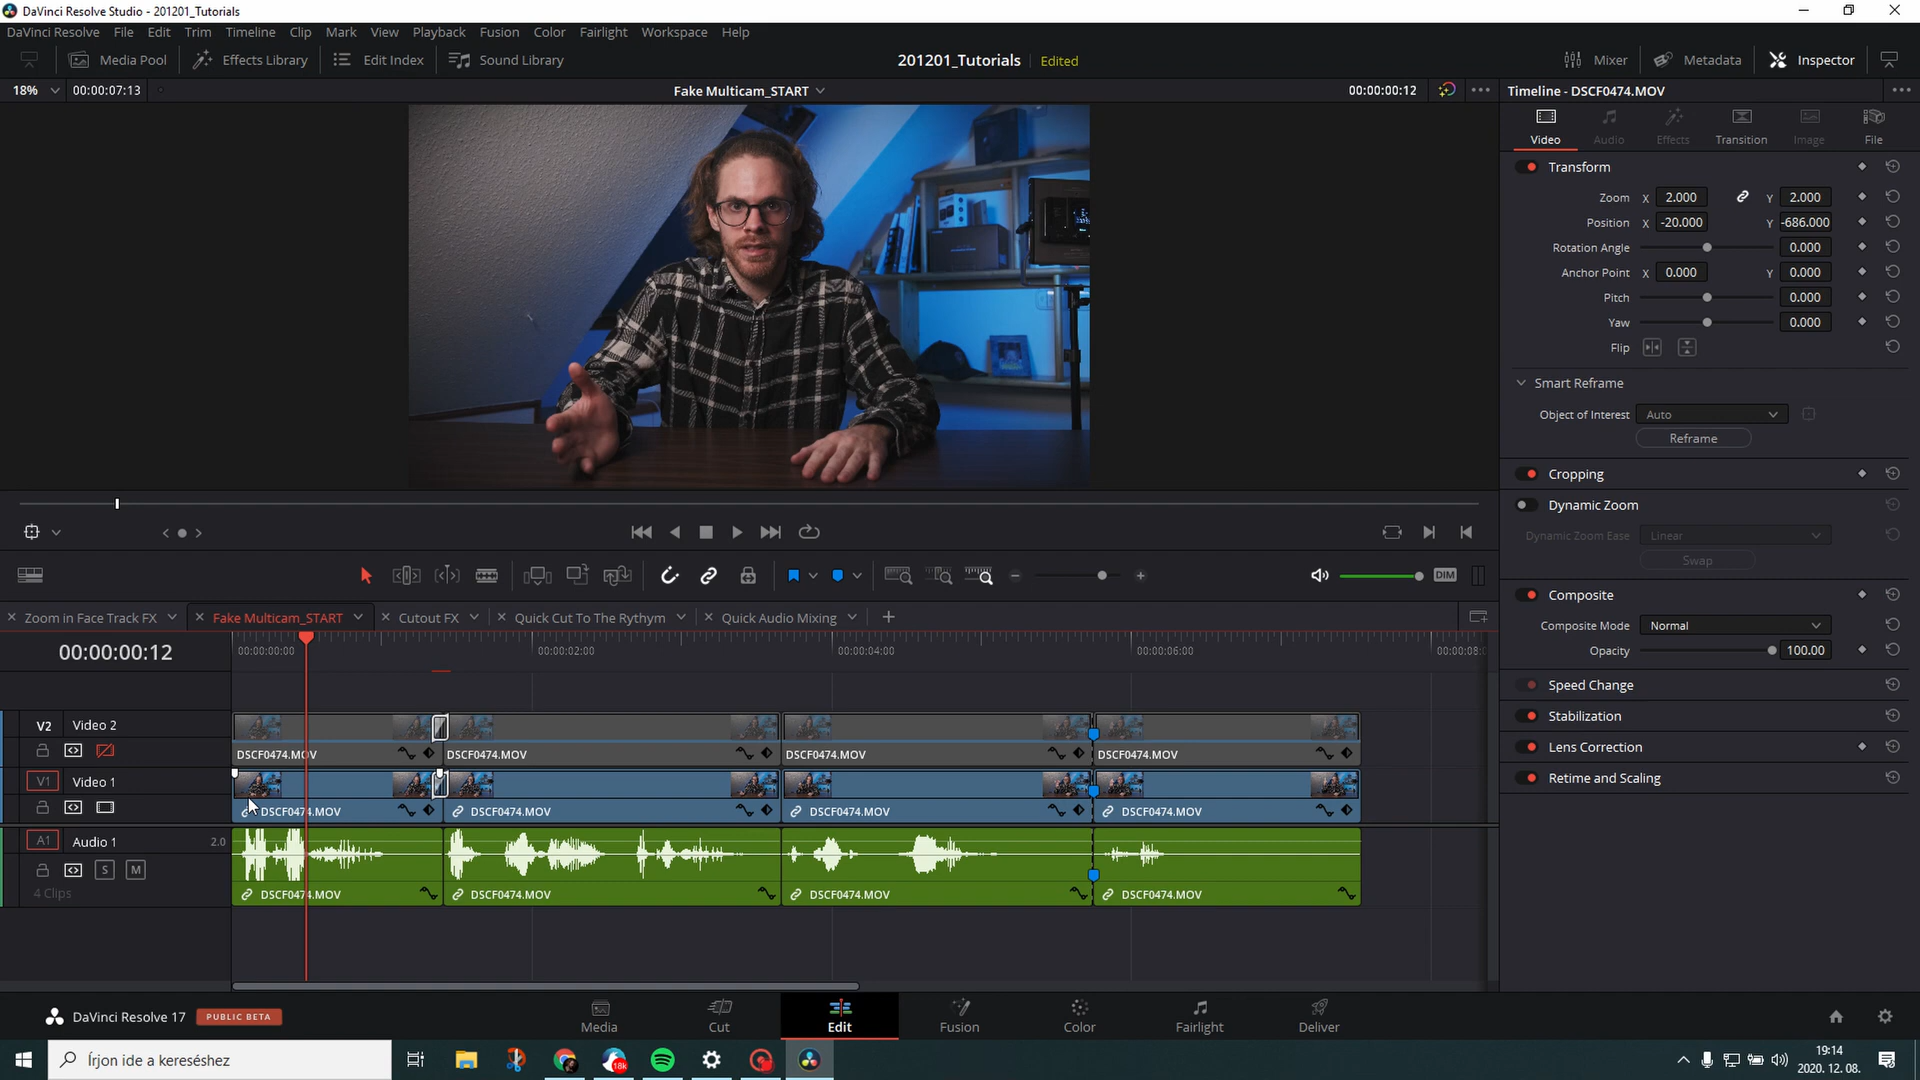 DaVinci Resolve Studio - 201201_Tutorials
DaVinci Resolve File Edit Trim Timeline Clip Mark View Playback Fusion Color Fairlight Workspace Help
Media Pool Effects Library Edit Index Sound Library 201201_Tutorials Edited Mixer Metadata Inspector
18% 00:00:07:13 Fake Multicam_START 00:00:00:12 Timeline - DSCF0474.MOV
Video Audio Effects Transition Image File
Transform
Zoom X 2.000 Y 2.000
Position X -20.000 Y -686.000
Rotation Angle 0.000
Anchor Point X 0.000 Y 0.000
Pitch 0.000
Yaw 0.000
Flip
Smart Reframe
Object of Interest Auto
Reframe
Cropping
Dynamic Zoom
Dynamic Zoom Ease Linear
Swap
DIM
Composite
Composite Mode Normal
Opacity 100.00
Speed Change
Stabilization
Lens Correction
Retime and Scaling
Zoom in Face Track FX Fake Multicam_START Cutout FX Quick Cut To The Rythym Quick Audio Mixing
00:00:00:12 00:00:00:00 00:00:02:00 00:00:04:00 00:00:06:00 00:00:08:
V2 Video 2
DSCF0474.MOV DSCF0474.MOV DSCF0474.MOV DSCF0474.MOV
V1 Video 1
DSCF0474.MOV DSCF0474.MOV DSCF0474.MOV DSCF0474.MOV
A1 Audio 1 2.0
S M
4 Clips DSCF0474.MOV DSCF0474.MOV DSCF0474.MOV DSCF0474.MOV
DaVinci Resolve 17 PUBLIC BETA Media Cut Edit Fusion Color Fairlight Deliver
Írjon ide a kereséshez
18k
19:14
2020. 12. 08.